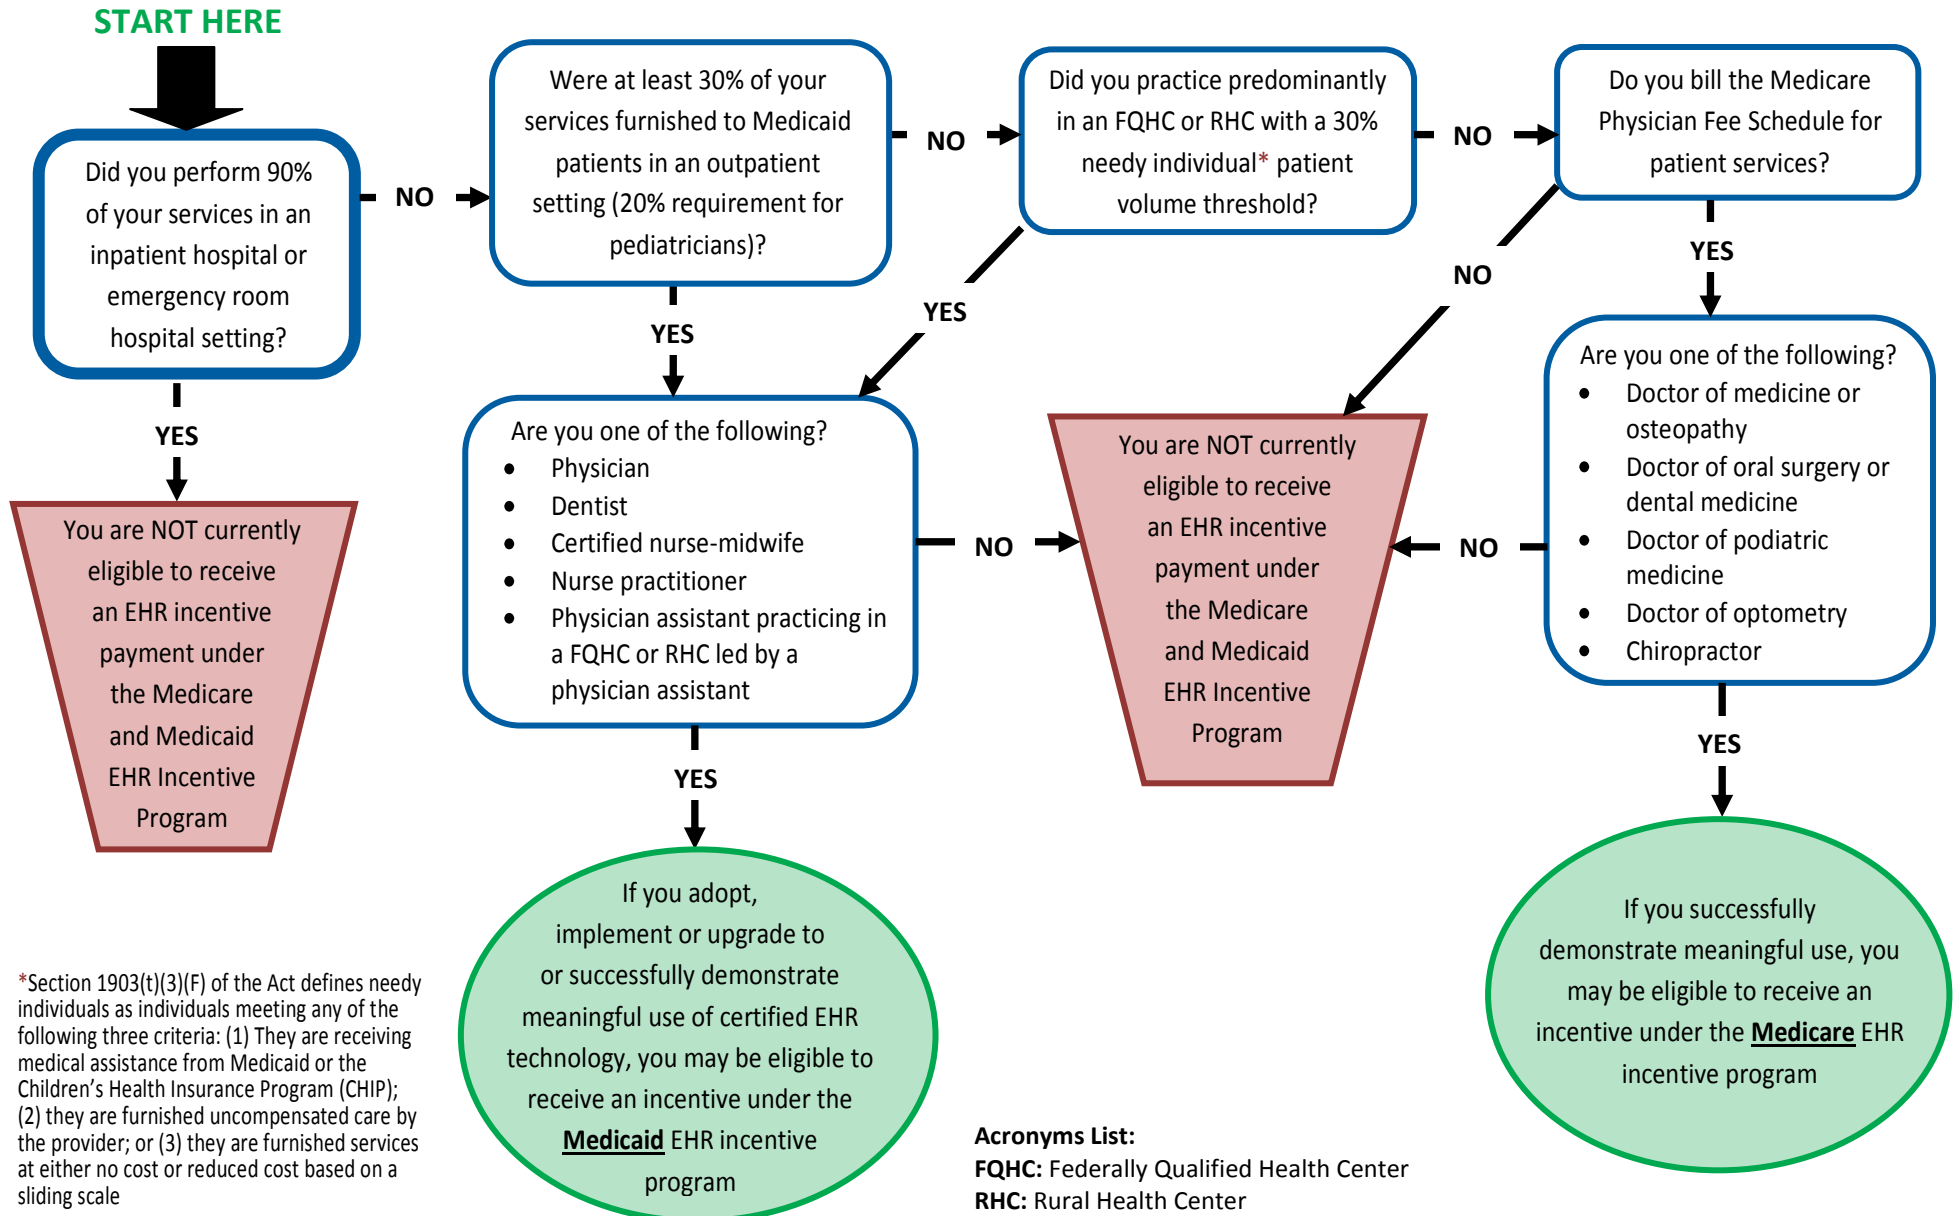 START HERE
Did you perform 90%
of your services in an
inpatient hospital or
emergency room
hospital setting?
NO
YES
You are NOT currently
eligible to receive
an EHR incentive
payment under
the Medicare
and Medicaid
EHR Incentive
Program
Were at least 30% of your
services furnished to Medicaid
patients in an outpatient
setting (20% requirement for
pediatricians)?
NO
YES
Did you practice predominantly
in an FQHC or RHC with a 30%
needy individual* patient
volume threshold?
NO
YES
Do you bill the Medicare
Physician Fee Schedule for
patient services?
NO
YES
Are you one of the following?
• Physician
• Dentist
• Certified nurse-midwife
• Nurse practitioner
• Physician assistant practicing in
a FQHC or RHC led by a
physician assistant
NO
YES
You are NOT currently
eligible to receive
an EHR incentive
payment under
the Medicare
and Medicaid
EHR Incentive
Program
Are you one of the following?
• Doctor of medicine or
osteopathy
• Doctor of oral surgery or
dental medicine
• Doctor of podiatric
medicine
• Doctor of optometry
• Chiropractor
NO
YES
If you adopt,
implement or upgrade to
or successfully demonstrate
meaningful use of certified EHR
technology, you may be eligible to
receive an incentive under the
Medicaid EHR incentive
program
If you successfully
demonstrate meaningful use, you
may be eligible to receive an
incentive under the Medicare EHR
incentive program
*Section 1903(t)(3)(F) of the Act defines needy
individuals as individuals meeting any of the
following three criteria: (1) They are receiving
medical assistance from Medicaid or the
Children’s Health Insurance Program (CHIP);
(2) they are furnished uncompensated care by
the provider; or (3) they are furnished services
at either no cost or reduced cost based on a
sliding scale
Acronyms List:
FQHC: Federally Qualified Health Center
RHC: Rural Health Center